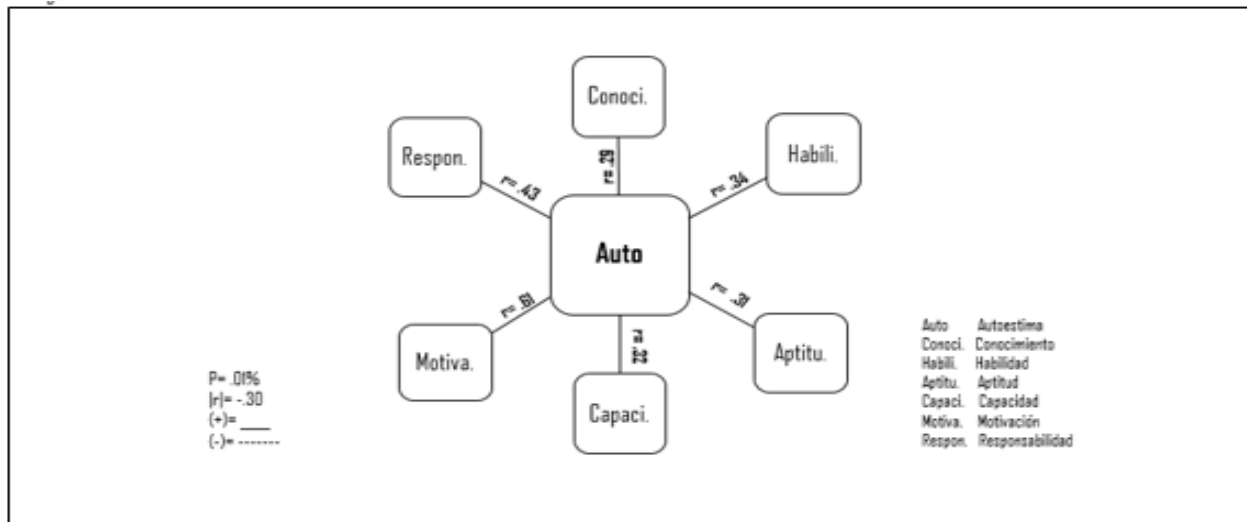 Conoci.
Respon.
Habili.
r= .29
r= .43
r= .34
Auto
r= .61
r= .31
r= .32
Motiva.
Aptitu.
Capaci.
P= .01%
|r|= -.30
(+)= ____
(-)= -------
Auto Autoestima
Conoci. Conocimiento
Habili. Habilidad
Aptitu. Aptitud
Capaci. Capacidad
Motiva. Motivación
Respon. Responsabilidad